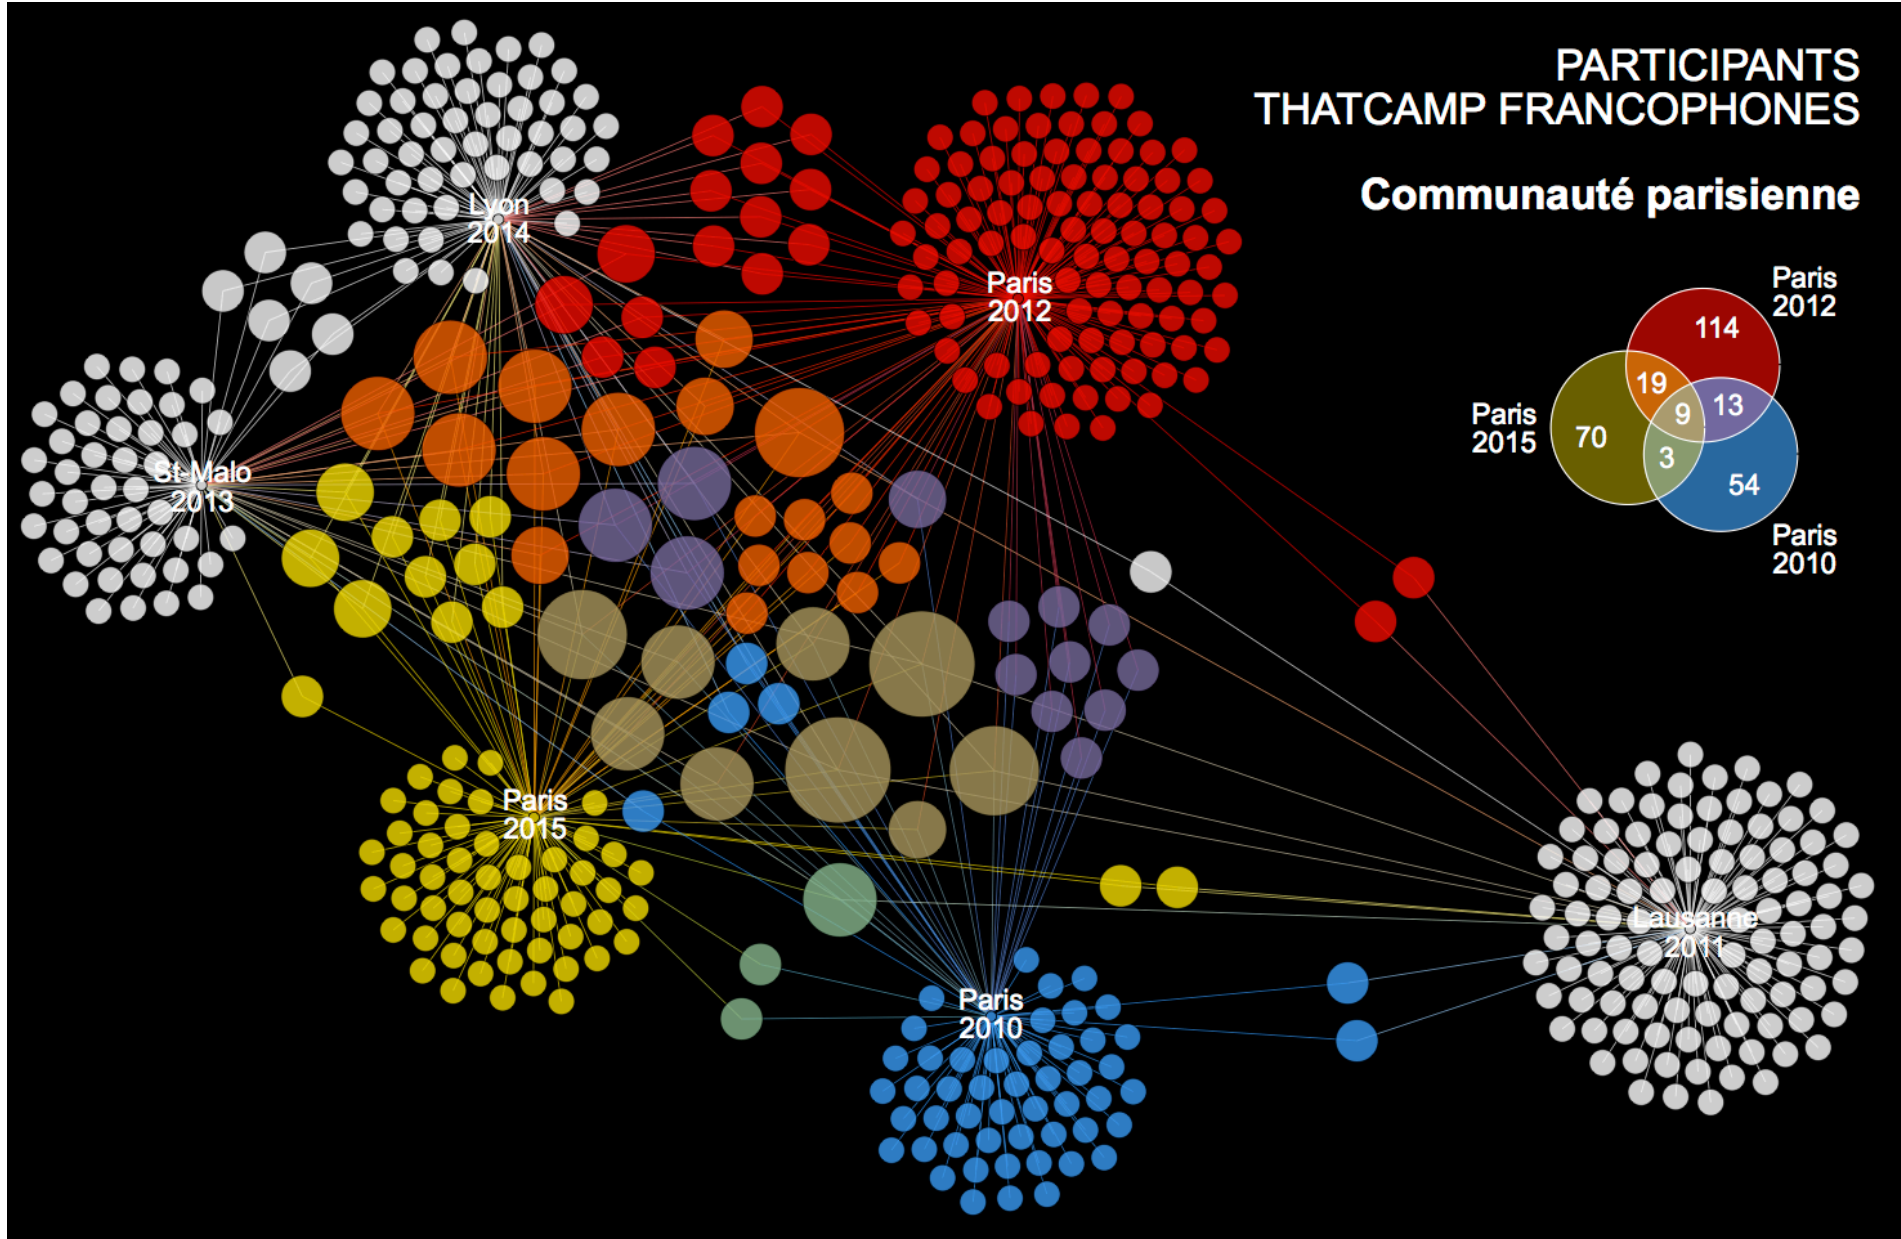 PARTICIPANTS
THATCAMP FRANCOPHONES
Communauté parisienne
Lyon
2014
Paris
2012
St-Malo
2013
Paris
2015
Paris
2010
Lausanne
2011
Paris
2012
114
19
13
9
Paris
2015
70
3
54
Paris
2010